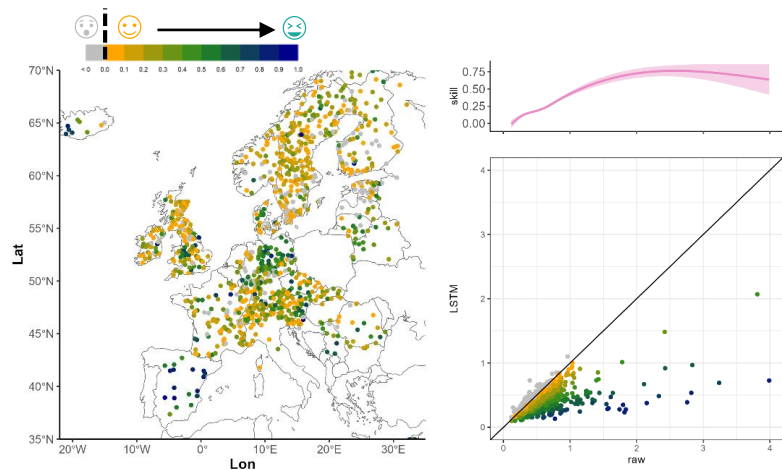 < 0 0.0 0.1 0.2 0.3 0.4 0.5 0.6 0.7 0.8 0.9 1.0
70°N
65°N
60°N
55°N
50°N
45°N
40°N
35°N
Lat
20°W 10°W 0° 10°E 20°E 30°E
Lon
skill
0.75
0.50
0.25
0.00
LSTM
4
3
2
1
0
0 1 2 3 4
raw